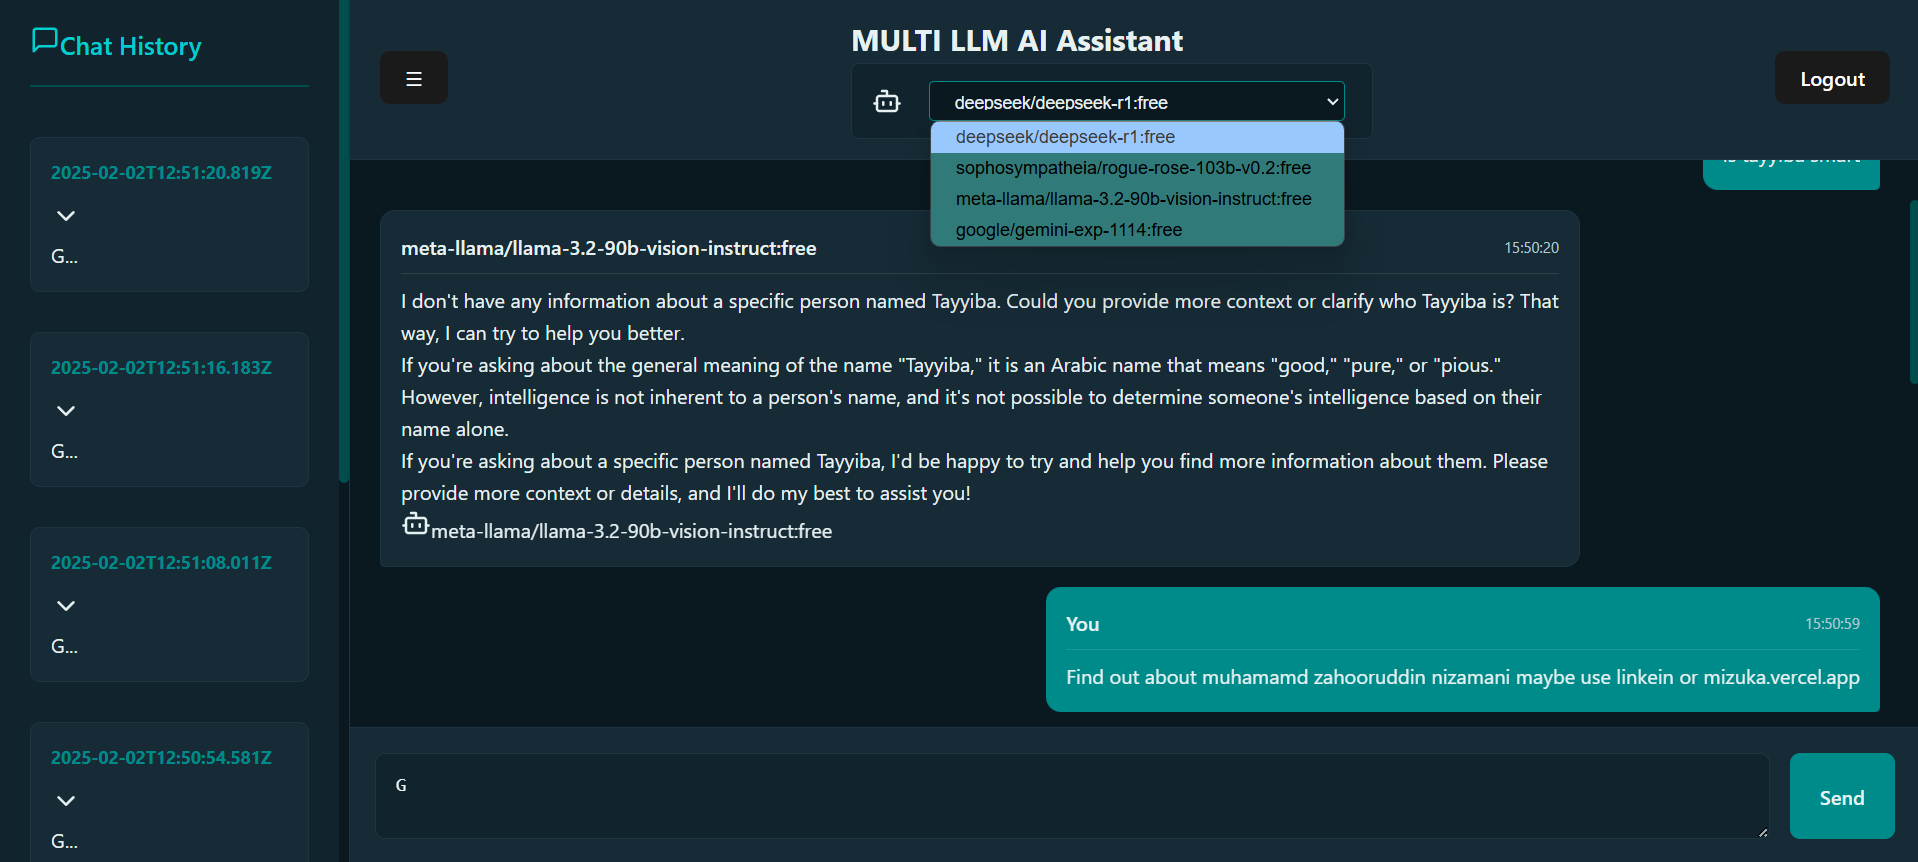 Chat History
2025-02-02T12:51:20.819Z
G...
2025-02-02T12:51:16.183Z
G...
2025-02-02T12:51:08.011Z
G...
2025-02-02T12:50:54.581Z
G...
MULTI LLM AI Assistant
Logout
deepseek/deepseek-r1:free
deepseek/deepseek-r1:free
sophosympatheia/rogue-rose-103b-v0.2:free
meta-llama/llama-3.2-90b-vision-instruct:free
google/gemini-exp-1114:free
is tayyiba smart
meta-llama/llama-3.2-90b-vision-instruct:free
15:50:20
I don't have any information about a specific person named Tayyiba. Could you provide more context or clarify who Tayyiba is? That
way, I can try to help you better.
If you're asking about the general meaning of the name "Tayyiba," it is an Arabic name that means "good," "pure," or "pious."
However, intelligence is not inherent to a person's name, and it's not possible to determine someone's intelligence based on their
name alone.
If you're asking about a specific person named Tayyiba, I'd be happy to try and help you find more information about them. Please
provide more context or details, and I'll do my best to assist you!
meta-llama/llama-3.2-90b-vision-instruct:free
You
15:50:59
Find out about muhamamd zahooruddin nizamani maybe use linkein or mizuka.vercel.app
G
Send